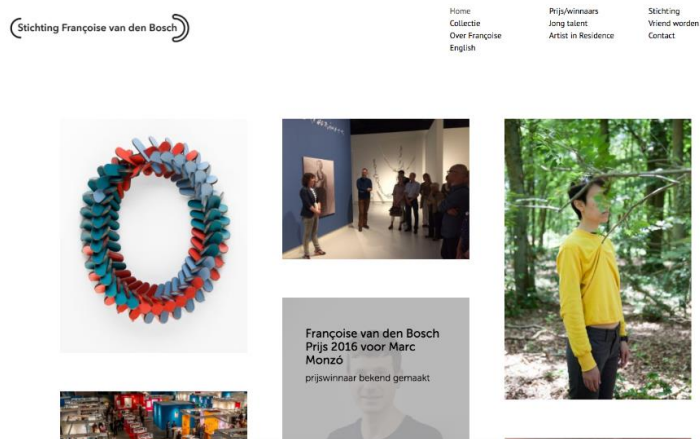 Stichting Françoise van den Bosch
Home
Collectie
Over Françoise
English
Prijs/winnaars
Jong talent
Artist in Residence
Stichting
Vriend worden
Contact
Françoise van den Bosch
Prijs 2016 voor Marc
Monzó
prijswinnaar bekend gemaakt